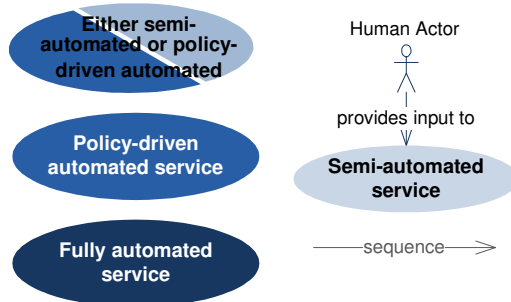 Either semi-
automated or policy-
driven automated
Policy-driven
automated service
Fully automated
service
Human Actor
provides input to
Semi-automated
service
sequence